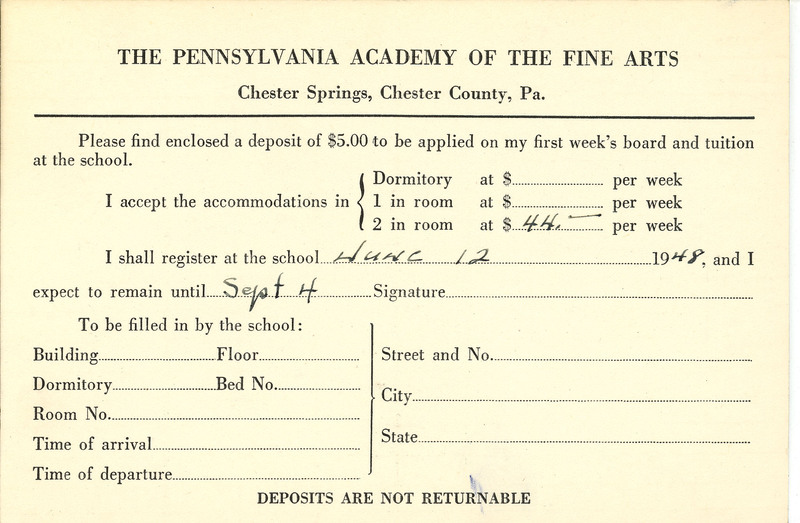 THE PENNSYLVANIA ACADEMY OF THE FINE ARTS
Chester Springs, Chester County, Pa.
Please find enclosed a deposit of $5.00 to be applied on my first week's board and tuition
at the school.
Dormitory at $ per week
I accept the accommodations in 1 in room at $ per week
2 in room at $ 44.— per week
I shall register at the school June 12 1948, and I
expect to remain until Sept 4 Signature
To be filled in by the school:
Building Floor Street and No.
Dormitory Bed No.
City
Room No.
State
Time of arrival
Time of departure
DEPOSITS ARE NOT RETURNABLE